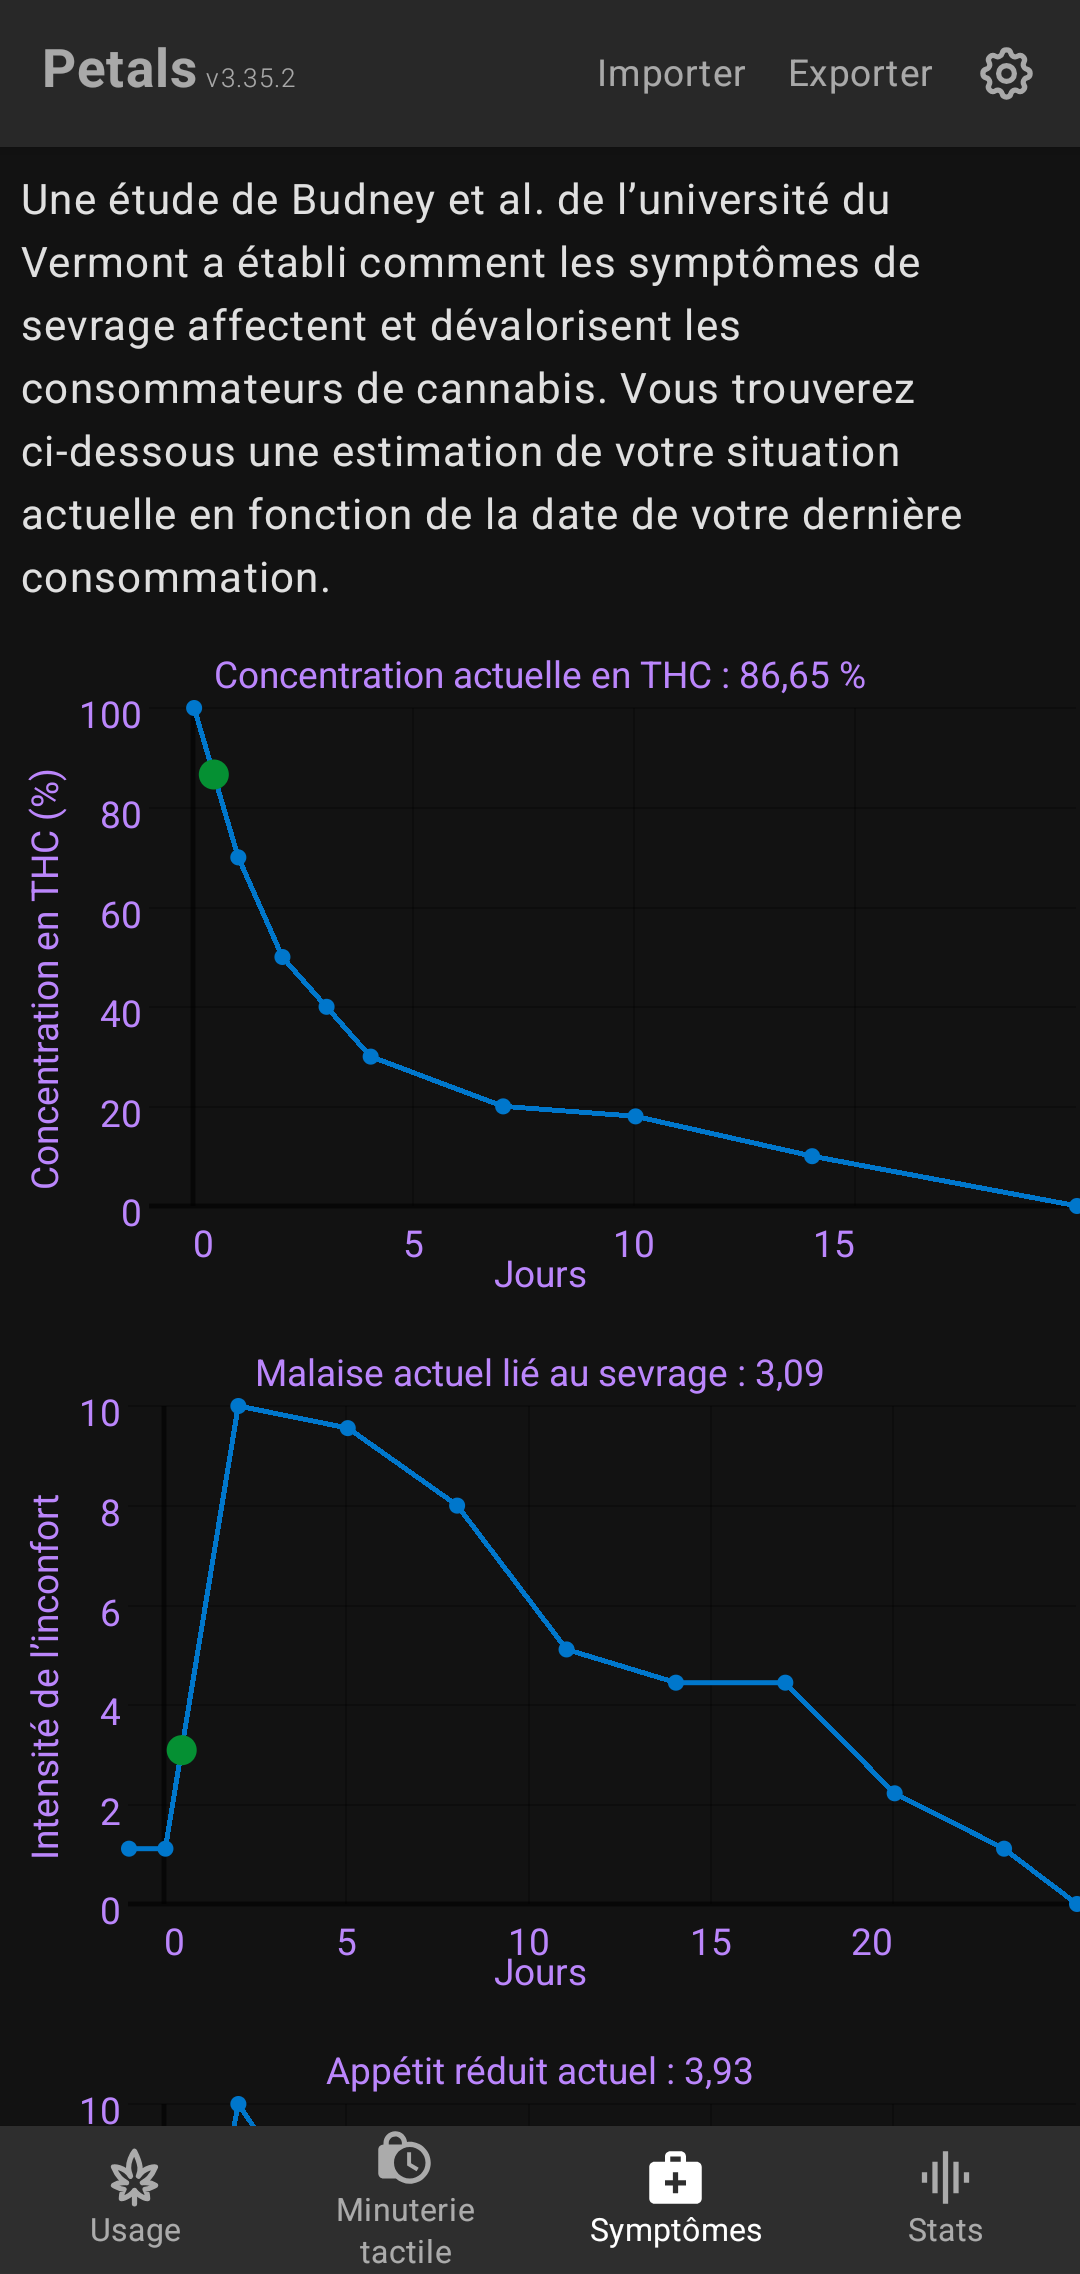 Petals v3.35.2
Importer
Exporter
Une étude de Budney et al. de l’université du
Vermont a établi comment les symptômes de
sevrage affectent et dévalorisent les
consommateurs de cannabis. Vous trouverez
ci-dessous une estimation de votre situation
actuelle en fonction de la date de votre dernière
consommation.
Concentration actuelle en THC : 86,65 %
Concentration en THC (%)
100
80
60
40
20
0
0 5 10 15
Jours
Malaise actuel lié au sevrage : 3,09
Intensité de l’inconfort
10
8
6
4
2
0
0 5 10 15 20
Jours
Appétit réduit actuel : 3,93
10
Usage
Minuterie
tactile
Symptômes
Stats